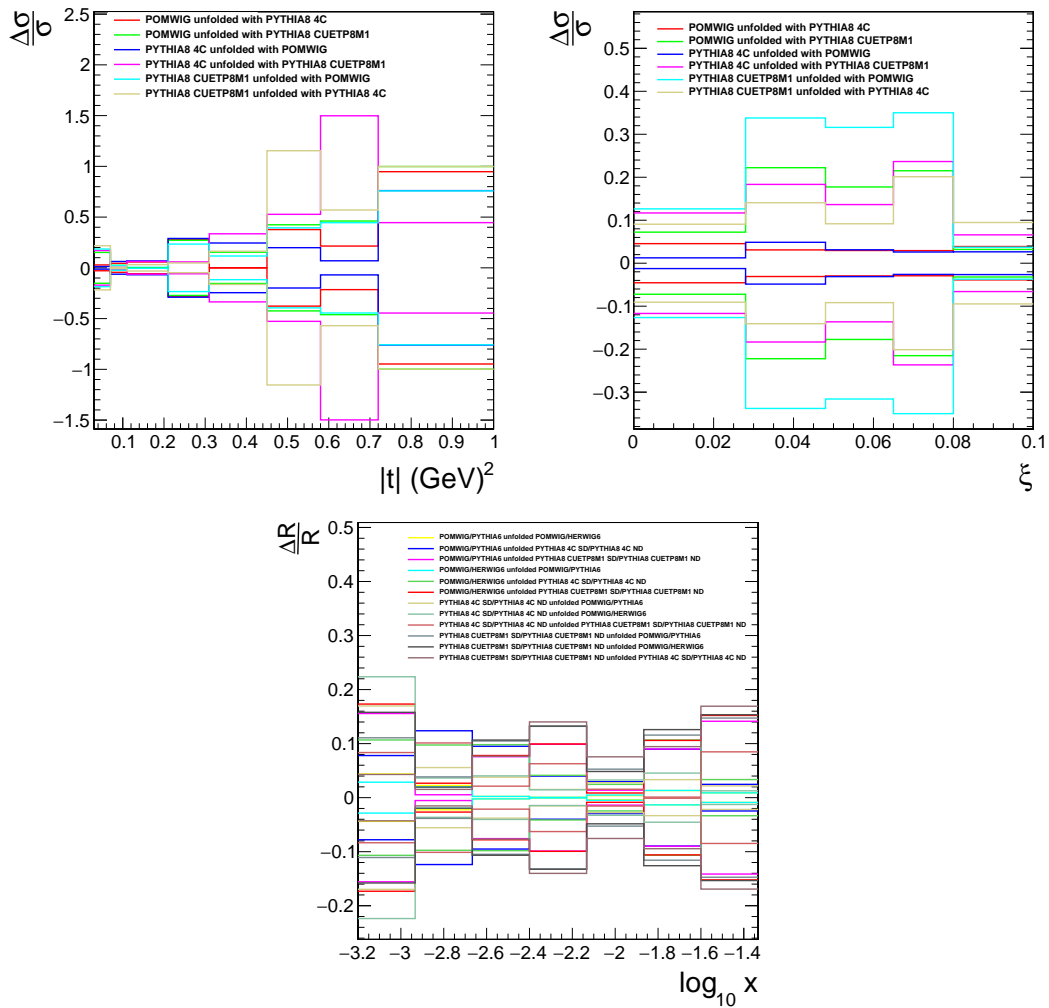 Δσ
σ
2.5
2
1.5
1
0.5
0
−0.5
−1
−1.5
POMWIG unfolded with PYTHIA8 4C
POMWIG unfolded with PYTHIA8 CUETP8M1
PYTHIA8 4C unfolded with POMWIG
PYTHIA8 4C unfolded with PYTHIA8 CUETP8M1
PYTHIA8 CUETP8M1 unfolded with POMWIG
PYTHIA8 CUETP8M1 unfolded with PYTHIA8 4C
0.1 0.2 0.3 0.4 0.5 0.6 0.7 0.8 0.9 1
|t| (GeV)²
Δσ
σ
0.5
0.4
0.3
0.2
0.1
0
−0.1
−0.2
−0.3
POMWIG unfolded with PYTHIA8 4C
POMWIG unfolded with PYTHIA8 CUETP8M1
PYTHIA8 4C unfolded with POMWIG
PYTHIA8 4C unfolded with PYTHIA8 CUETP8M1
PYTHIA8 CUETP8M1 unfolded with POMWIG
PYTHIA8 CUETP8M1 unfolded with PYTHIA8 4C
0 0.02 0.04 0.06 0.08 0.1
ξ
ΔR
R
0.5
0.4
0.3
0.2
0.1
0
−0.1
−0.2
POMWIG/PYTHIA6 unfolded POMWIG/HERWIG6
POMWIG/PYTHIA6 unfolded PYTHIA8 4C SD/PYTHIA8 4C ND
POMWIG/PYTHIA6 unfolded PYTHIA8 CUETP8M1 SD/PYTHIA8 CUETP8M1 ND
POMWIG/HERWIG6 unfolded POMWIG/PYTHIA6
POMWIG/HERWIG6 unfolded PYTHIA8 4C SD/PYTHIA8 4C ND
POMWIG/HERWIG6 unfolded PYTHIA8 CUETP8M1 SD/PYTHIA8 CUETP8M1 ND
PYTHIA8 4C SD/PYTHIA8 4C ND unfolded POMWIG/PYTHIA6
PYTHIA8 4C SD/PYTHIA8 4C ND unfolded POMWIG/HERWIG6
PYTHIA8 4C SD/PYTHIA8 4C ND unfolded PYTHIA8 CUETP8M1 SD/PYTHIA8 CUETP8M1 ND
PYTHIA8 CUETP8M1 SD/PYTHIA8 CUETP8M1 ND unfolded POMWIG/PYTHIA6
PYTHIA8 CUETP8M1 SD/PYTHIA8 CUETP8M1 ND unfolded POMWIG/HERWIG6
PYTHIA8 CUETP8M1 SD/PYTHIA8 CUETP8M1 ND unfolded PYTHIA8 4C SD/PYTHIA8 4C ND
−3.2 −3 −2.8 −2.6 −2.4 −2.2 −2 −1.8 −1.6 −1.4
log₁₀ x